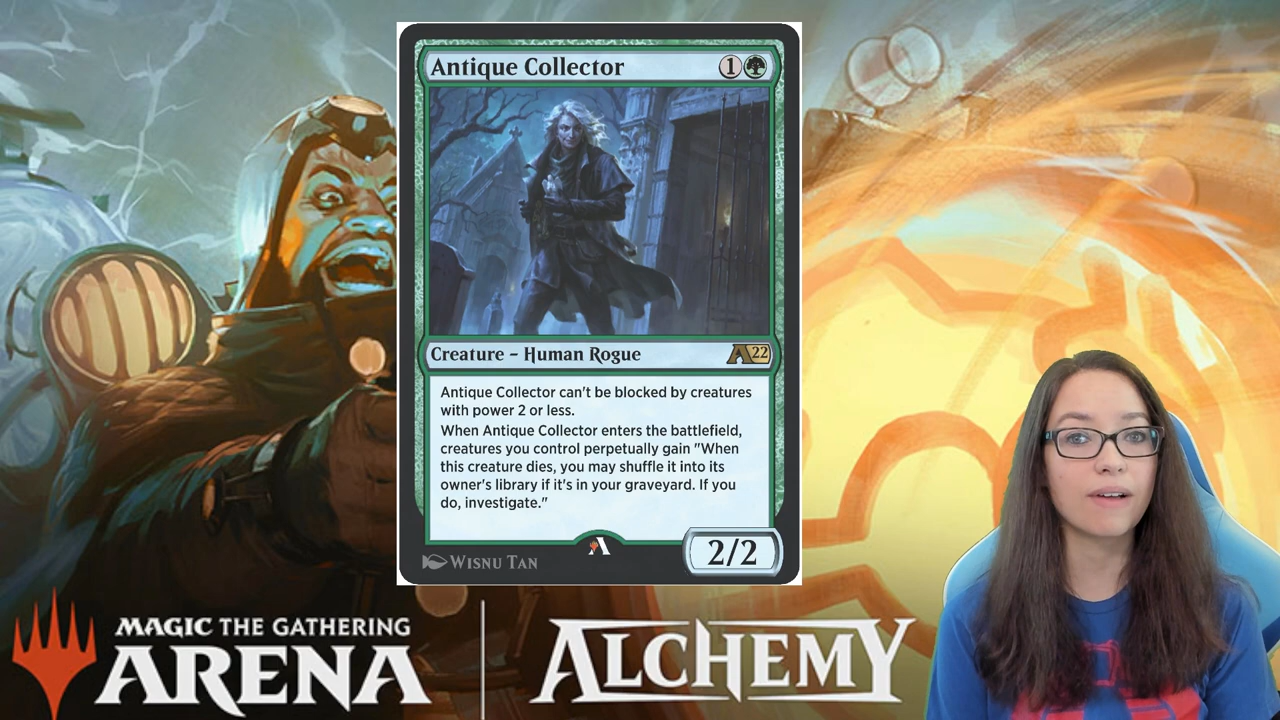 Antique Collector 1
Creature – Human Rogue A22
Antique Collector can't be blocked by creatures
with power 2 or less.
When Antique Collector enters the battlefield,
creatures you control perpetually gain "When
this creature dies, you may shuffle it into its
owner's library if it's in your graveyard. If you
do, investigate."
Wisnu Tan
2/2
MAGIC THE GATHERING
ARENA
ALCHEMY